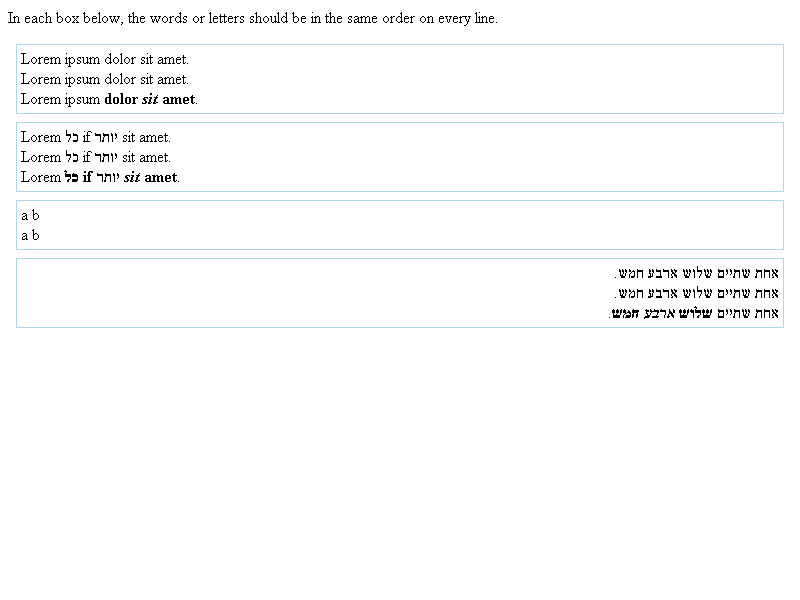 In each box below, the words or letters should be in the same order on every line.
Lorem ipsum dolor sit amet.
Lorem ipsum dolor sit amet.
Lorem ipsum dolor sit amet.
Lorem כל if יותר sit amet.
Lorem כל if יותר sit amet.
Lorem כל if יותר sit amet.
a b
a b
אחת שתיים שלוש ארבע חמש.
אחת שתיים שלוש ארבע חמש.
אחת שתיים שלוש ארבע חמש.